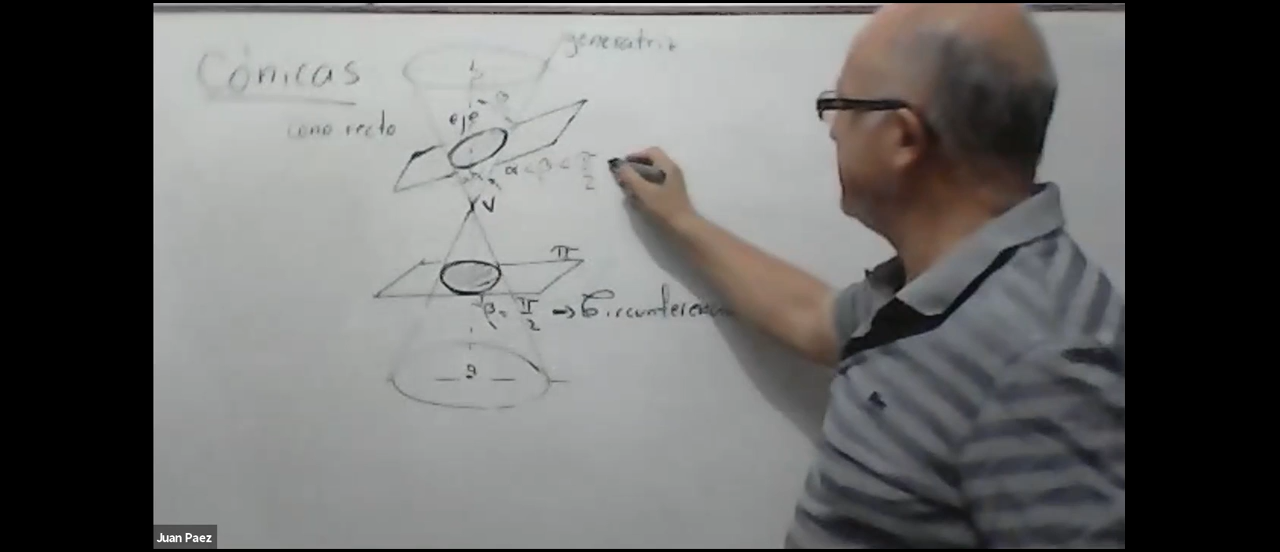 generatriz
Cónicas
cono recto
β
eje
α < β < π/2
V
π
β = π/2 → Circunferencia
Juan Paez